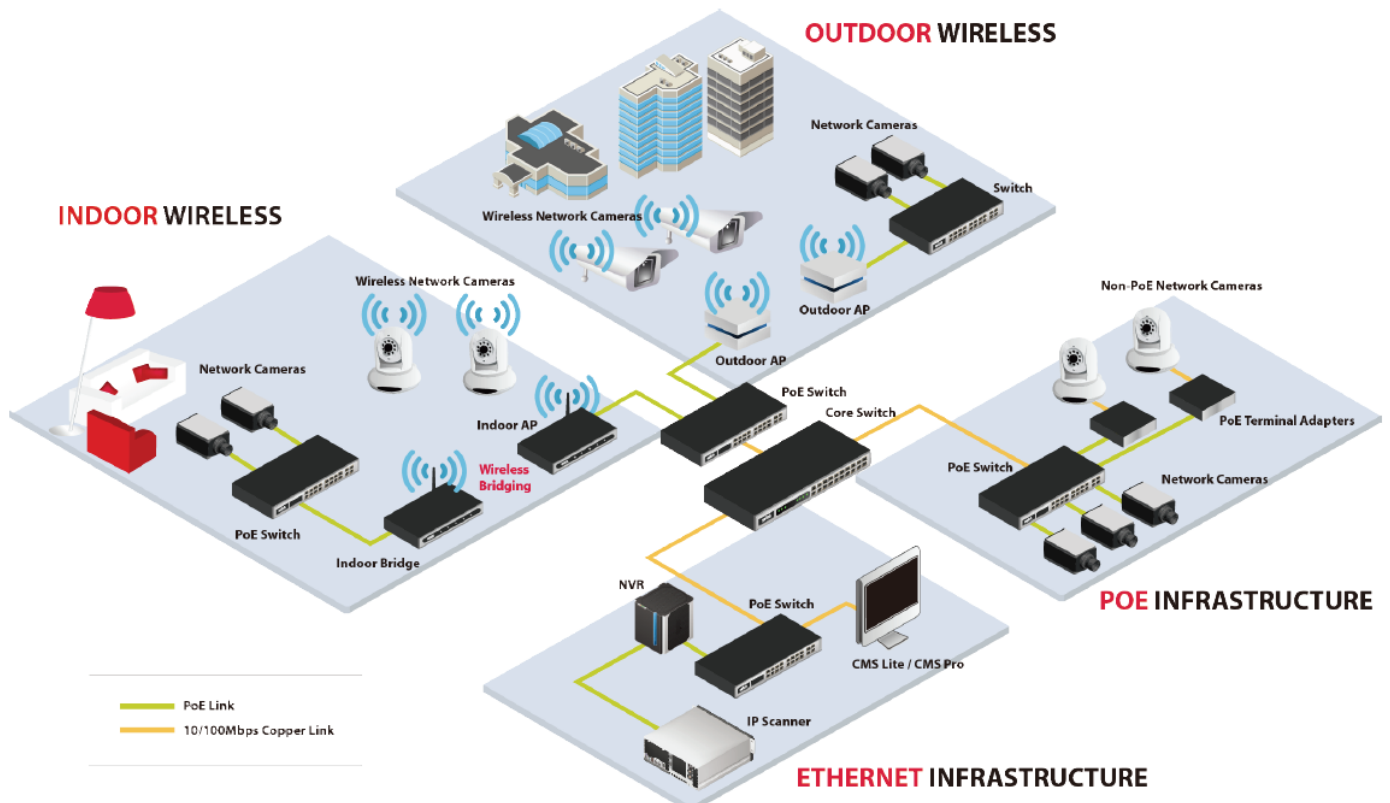 OUTDOOR WIRELESS
Network Cameras
Switch
Wireless Network Cameras
Outdoor AP
Outdoor AP
INDOOR WIRELESS
Wireless Network Cameras
Network Cameras
Indoor AP
Wireless
Bridging
PoE Switch
Indoor Bridge
PoE Switch
Core Switch
Non-PoE Network Cameras
PoE Terminal Adapters
PoE Switch
Network Cameras
POE INFRASTRUCTURE
NVR
PoE Switch
CMS Lite / CMS Pro
IP Scanner
ETHERNET INFRASTRUCTURE
PoE Link
10/100Mbps Copper Link